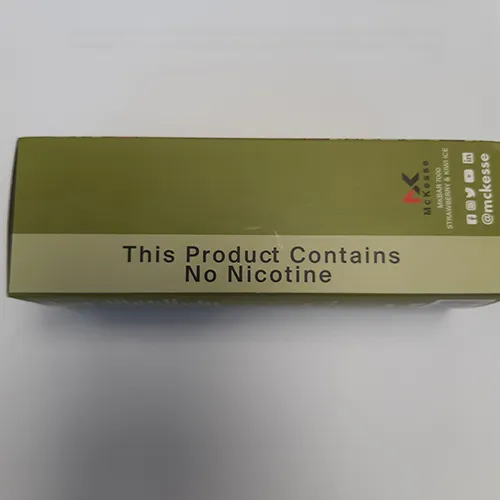 This Product Contains
No Nicotine
McKesse
MKBAR 7000
STRAWBERRY & KIWI ICE
@mckesse